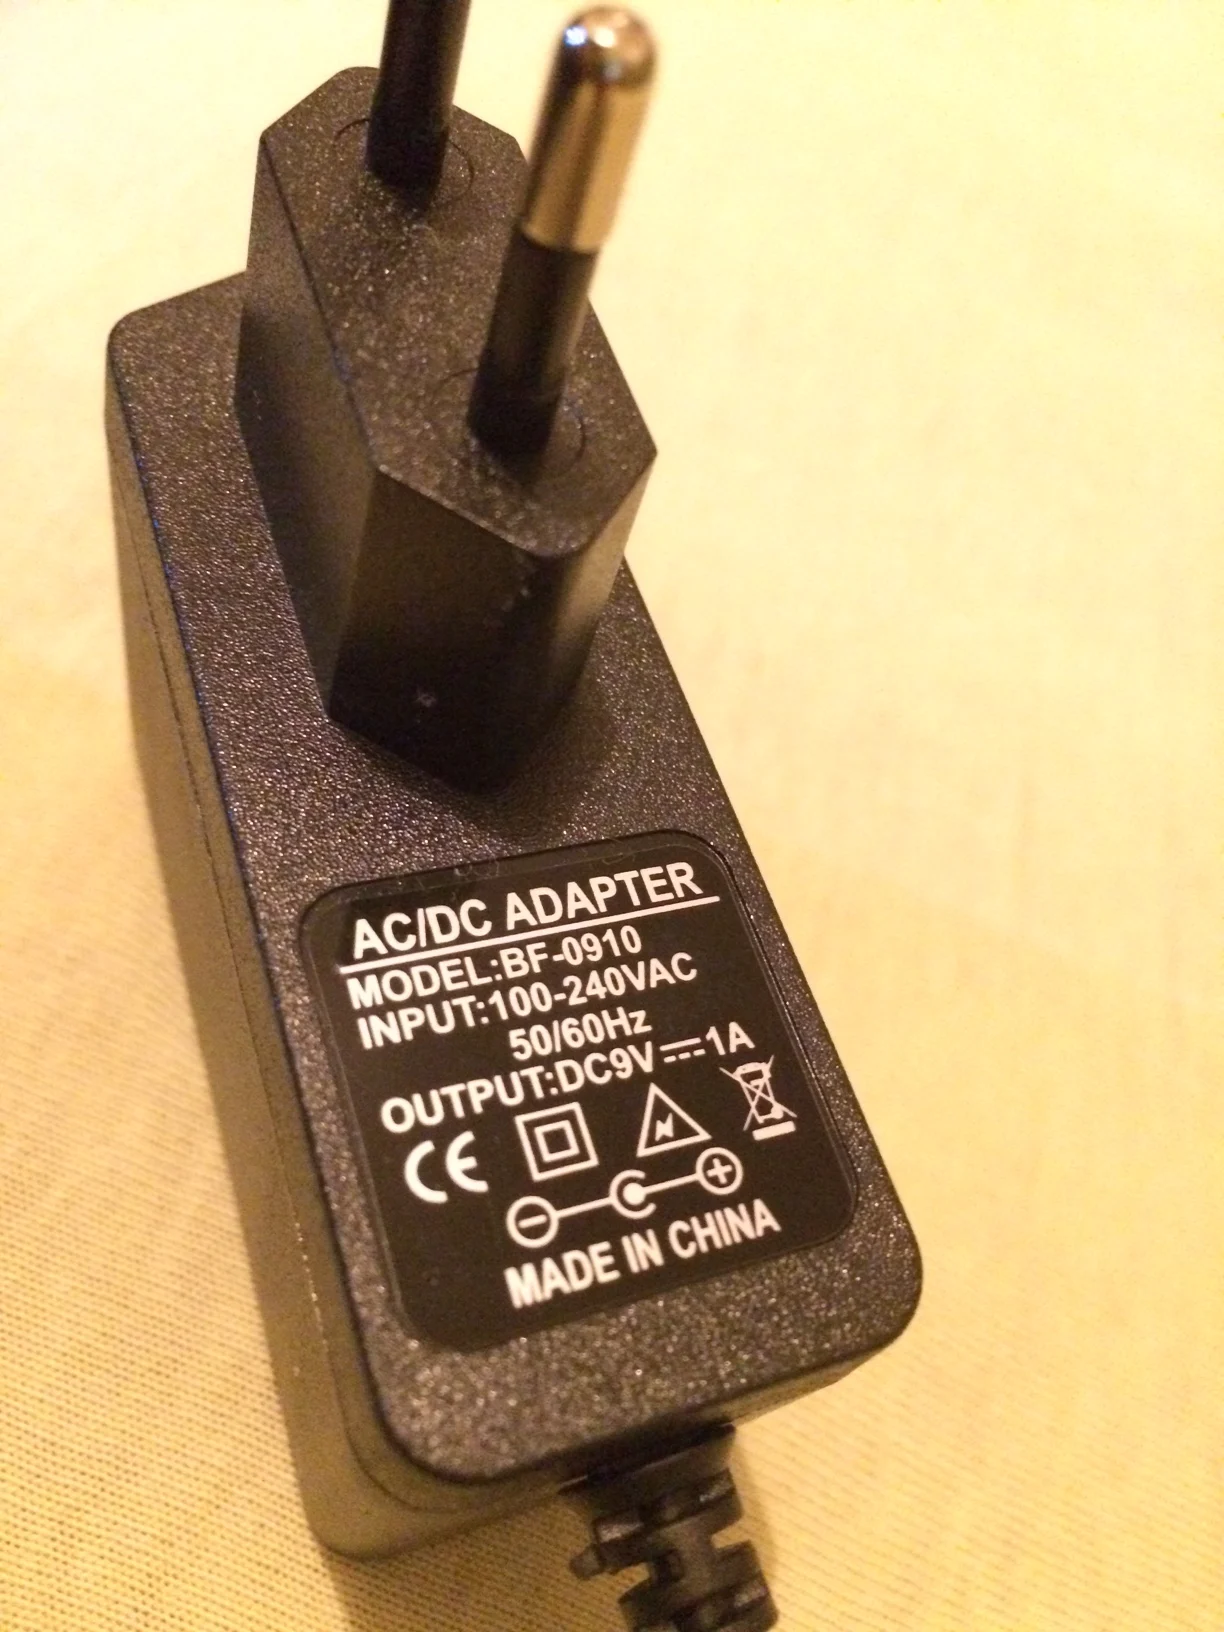 AC/DC ADAPTER
MODEL:BF-0910
INPUT:100-240VAC
50/60Hz
OUTPUT:DC9V⎓1A
CE
MADE IN CHINA